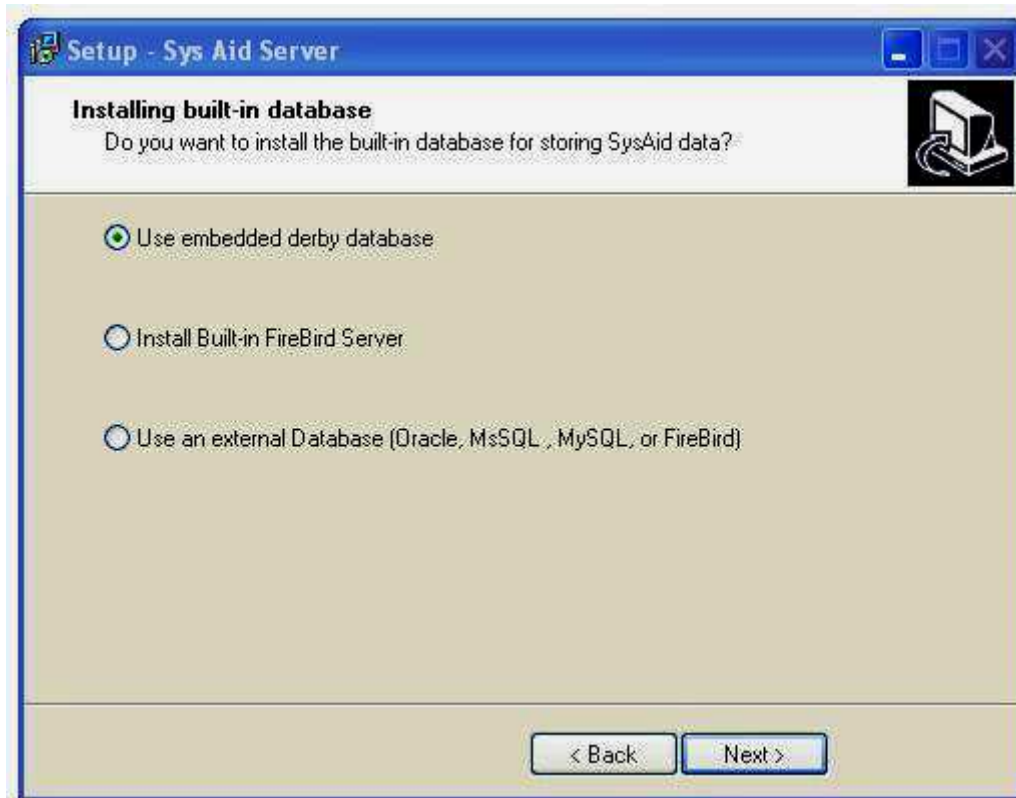 Setup - Sys Aid Server
Installing built-in database
Do you want to install the built-in database for storing SysAid data?
Use embedded derby database
Install Built-in FireBird Server
Use an external Database (Oracle, MsSQL , MySQL, or FireBird)
< Back Next >